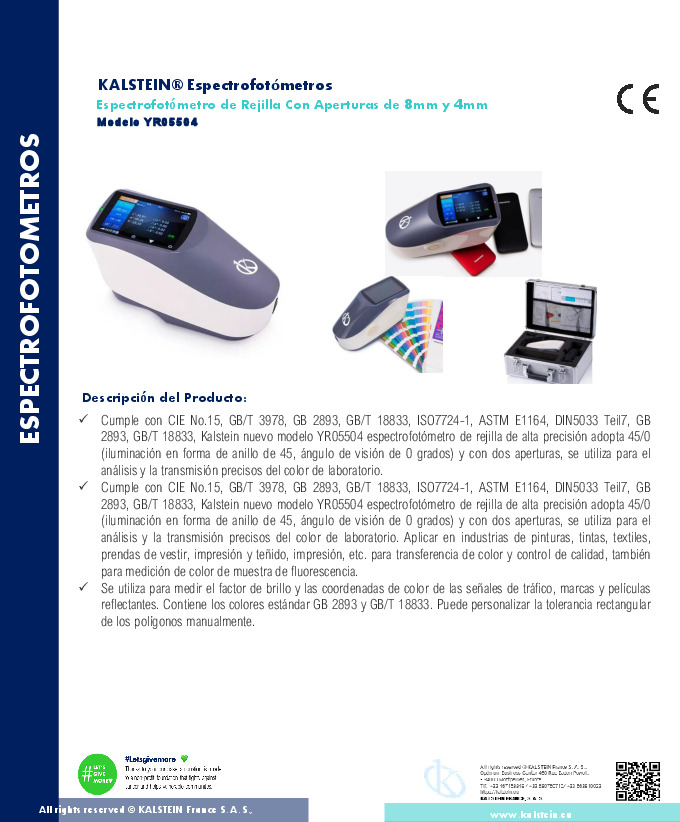 ESPECTROFOTOMETROS
KALSTEIN® Espectrofotómetros
Espectrofotómetro de Rejilla Con Aperturas de 8mm y 4mm
Modelo YR05504
CE
Descripción del Producto:
✓ Cumple con CIE No.15, GB/T 3978, GB 2893, GB/T 18833, ISO7724-1, ASTM E1164, DIN5033 Teil7, GB
2893, GB/T 18833, Kalstein nuevo modelo YR05504 espectrofotómetro de rejilla de alta precisión adopta 45/0
(iluminación en forma de anillo de 45, ángulo de visión de 0 grados) y con dos aperturas, se utiliza para el
análisis y la transmisión precisos del color de laboratorio.
✓ Cumple con CIE No.15, GB/T 3978, GB 2893, GB/T 18833, ISO7724-1, ASTM E1164, DIN5033 Teil7, GB
2893, GB/T 18833, Kalstein nuevo modelo YR05504 espectrofotómetro de rejilla de alta precisión adopta 45/0
(iluminación en forma de anillo de 45, ángulo de visión de 0 grados) y con dos aperturas, se utiliza para el
análisis y la transmisión precisos del color de laboratorio. Aplicar en industrias de pinturas, tintas, textiles,
prendas de vestir, impresión y teñido, impresión, etc. para transferencia de color y control de calidad, también
para medición de color de muestra de fluorescencia.
✓ Se utiliza para medir el factor de brillo y las coordenadas de color de las señales de tráfico, marcas y películas
reflectantes. Contiene los colores estándar GB 2893 y GB/T 18833. Puede personalizar la tolerancia rectangular
de los polígonos manualmente.
#LET'S
GIVE
MORE
#Letsgivemore
All rights reserved © KALSTEIN France S. A. S.,
KALSTEIN FRANCE, S. A. S
All rights reserved © KALSTEIN France S. A. S.,
www.kalstein.eu